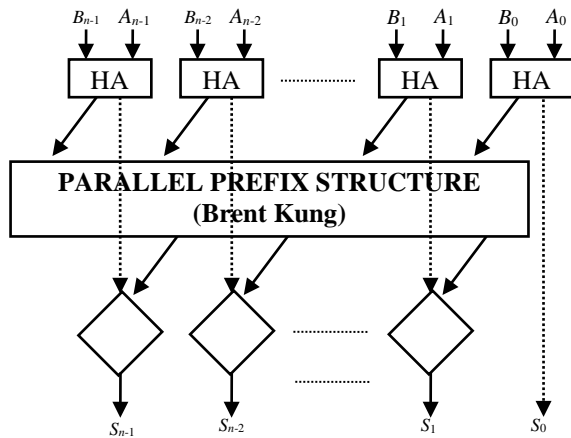 Bn-1 An-1 Bn-2 An-2 B1 A1 B0 A0
HA HA HA HA
PARALLEL PREFIX STRUCTURE
(Brent Kung)
Sn-1 Sn-2 S1 S0